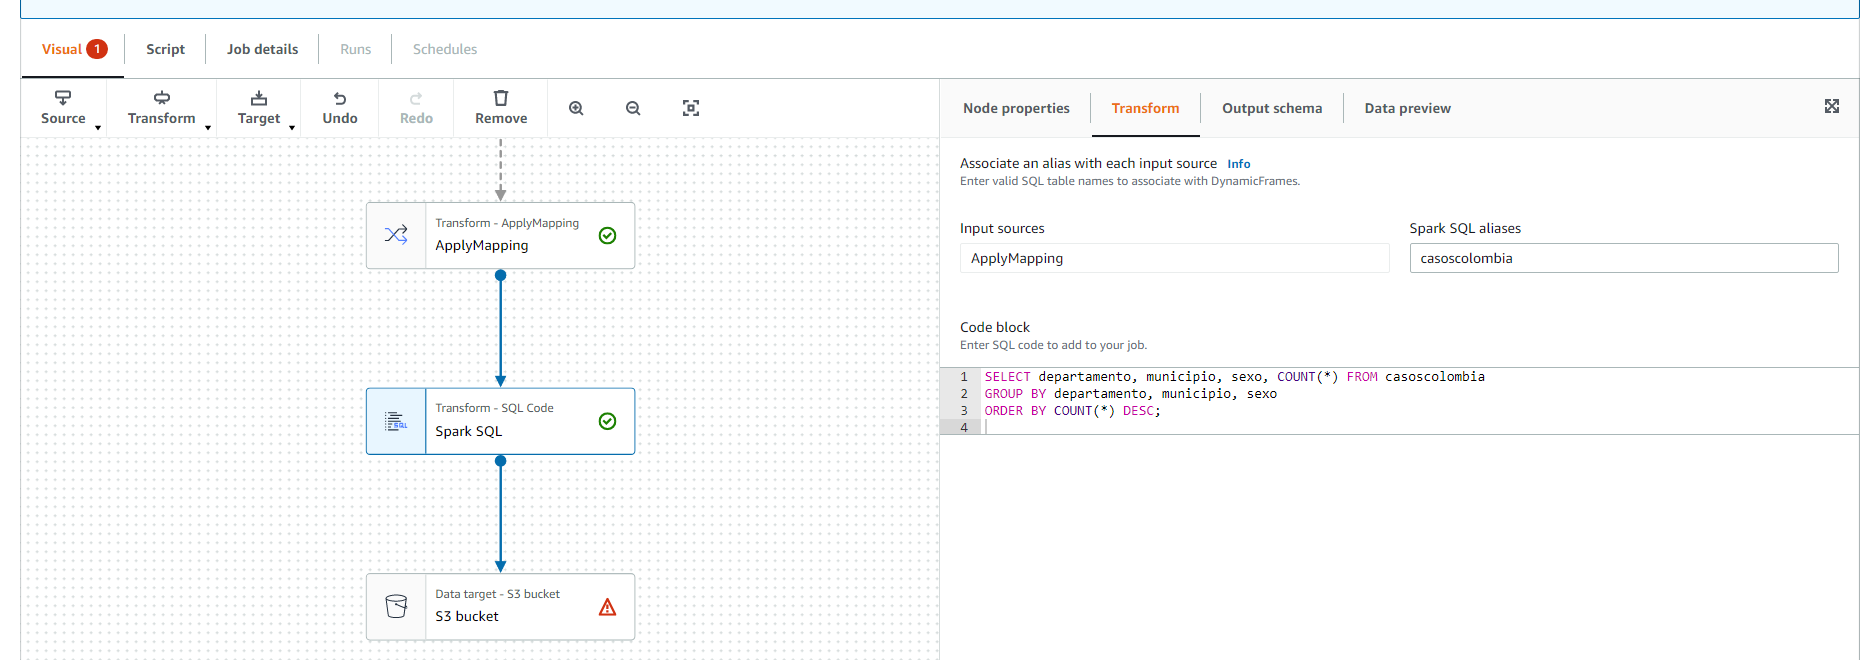 Visual 1
Script
Job details
Runs
Schedules
Source
Transform
Target
Undo
Redo
Remove
Transform - ApplyMapping
ApplyMapping
Transform - SQL Code
SQL
Spark SQL
Data target - S3 bucket
S3 bucket
Node properties
Transform
Output schema
Data preview
Associate an alias with each input source Info
Enter valid SQL table names to associate with DynamicFrames.
Input sources
ApplyMapping
Spark SQL aliases
casoscolombia
Code block
Enter SQL code to add to your job.
1 SELECT departamento, municipio, sexo, COUNT(*) FROM casoscolombia
2 GROUP BY departamento, municipio, sexo
3 ORDER BY COUNT(*) DESC;
4